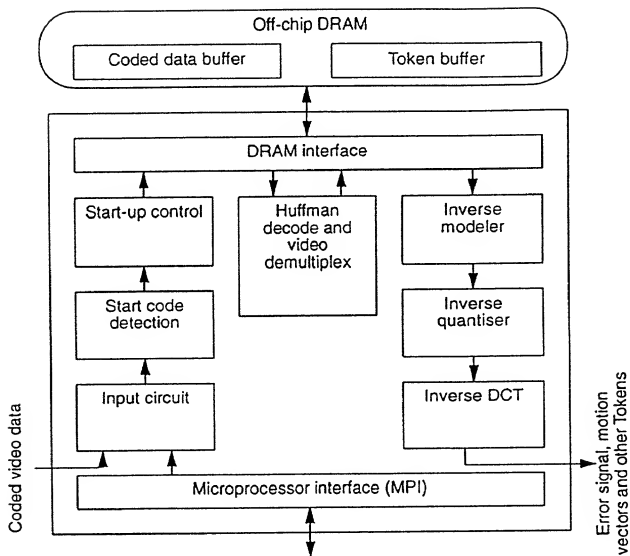 Off-chip DRAM
Coded data buffer
Token buffer
DRAM interface
Start-up control
Huffman
decode and
video
demultiplex
Inverse
modeler
Start code
detection
Inverse
quantiser
Input circuit
Inverse DCT
Coded video data
Microprocessor interface (MPI)
Error signal, motion
vectors and other Tokens